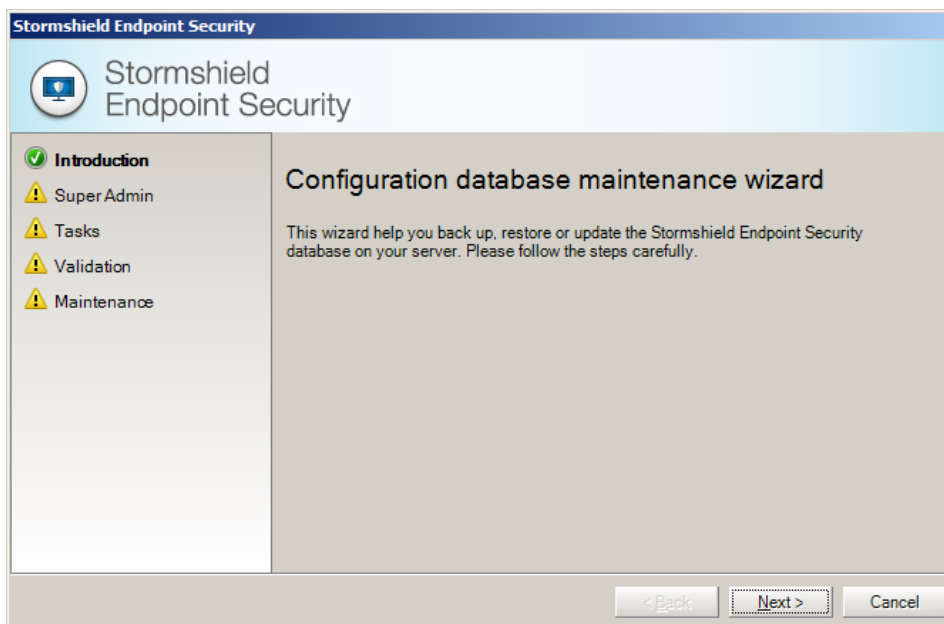 Stormshield Endpoint Security
Stormshield
Endpoint Security
Introduction
Super Admin
Tasks
Validation
Maintenance
Configuration database maintenance wizard
This wizard help you back up, restore or update the Stormshield Endpoint Security
database on your server. Please follow the steps carefully.
< Back
Next >
Cancel